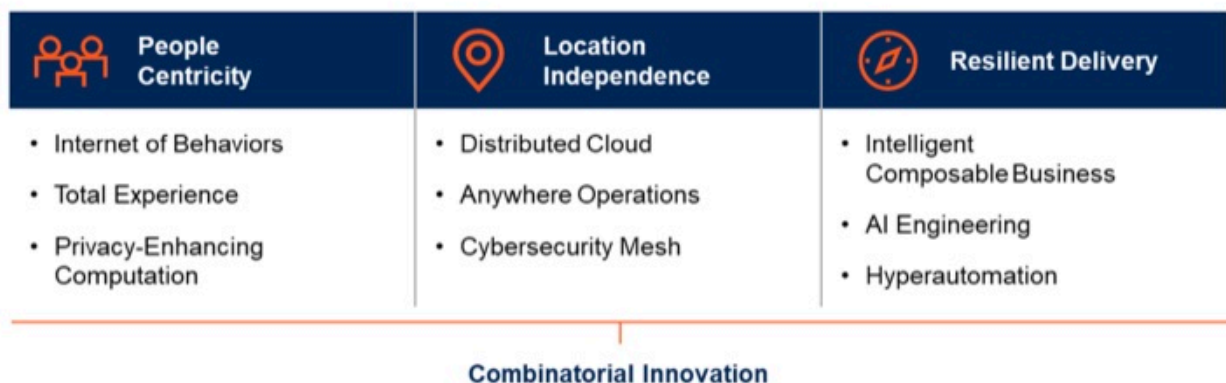 People
Centricity
Location
Independence
Resilient Delivery
• Internet of Behaviors
• Total Experience
• Privacy-Enhancing
Computation
• Distributed Cloud
• Anywhere Operations
• Cybersecurity Mesh
• Intelligent
Composable Business
• AI Engineering
• Hyperautomation
Combinatorial Innovation